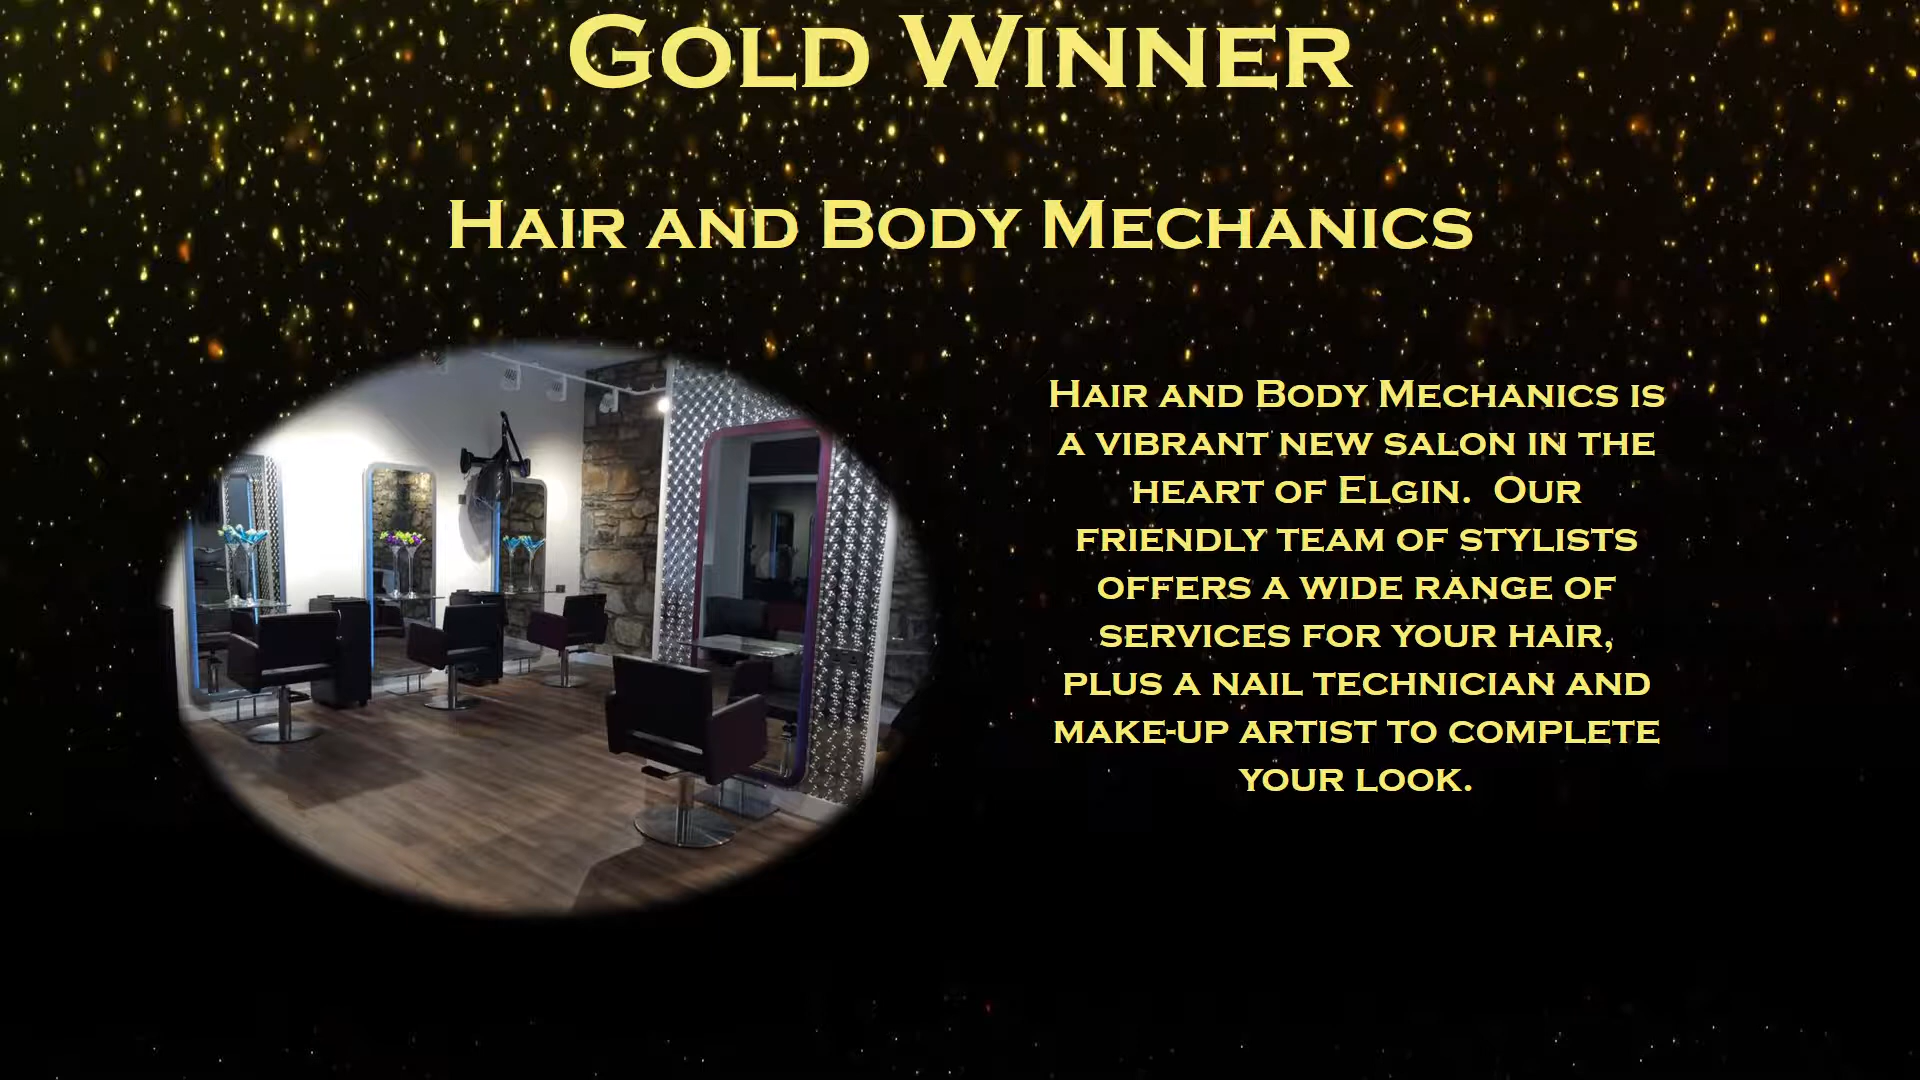 Gold Winner
Hair and Body Mechanics
Hair and Body Mechanics is
a vibrant new salon in the
heart of Elgin.  Our
friendly team of stylists
offers a wide range of
services for your hair,
plus a nail technician and
make-up artist to complete
your look.